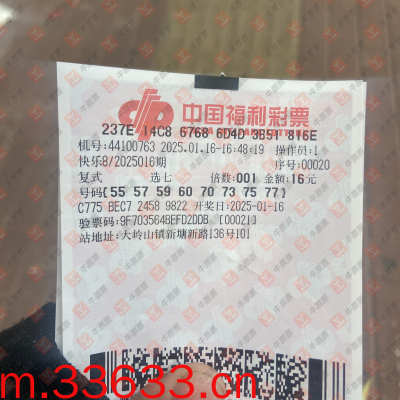 中国福利彩票
237E 14C8 6768 6D4D 3B51 816E
机号:44100763 2025.01.16-16:48:19 操作员:1
快乐8/2025016期 序号:00020
复式 选七 倍数:001 金额:16元
号码(55 57 59 60 70 73 75 77)
C775 BEC7 2458 9822 开奖日:2025-01-16
验票码:9F7035648EFD2DDB [00021]
站地址:大岭山镇新塘新路136号101
m.33633.cn